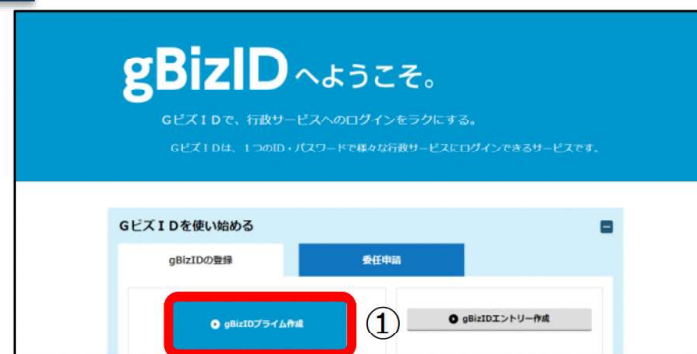 gBizIDへようこそ。
GビズIDで、行政サービスへのログインをラクにする。
GビズIDは、1つのID・パスワードで様々な行政サービスにログインできるサービスです。
GビズIDを使い始める
gBizIDの登録
委任申請
gBizIDプライム作成
①
gBizIDエントリー作成